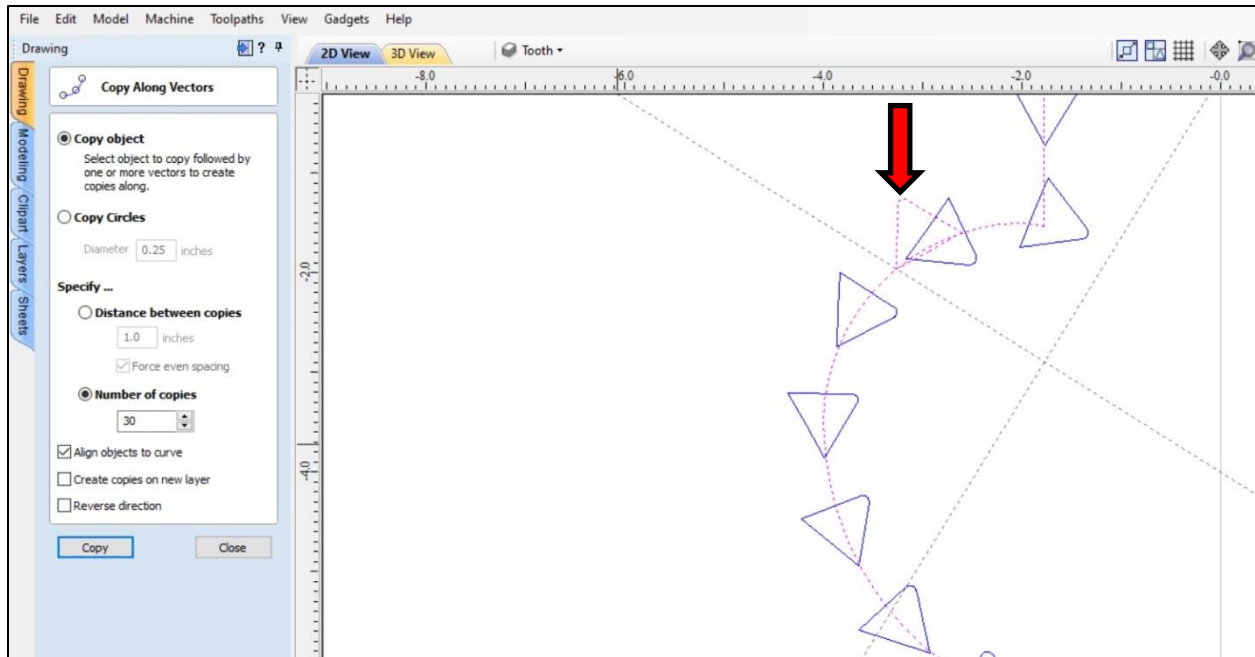 File Edit Model Machine Toolpaths View Gadgets Help
Drawing ?
2D View 3D View Tooth
Drawing
Modeling
Clipart
Layers
Sheets
Copy Along Vectors
Copy object
Select object to copy followed by
one or more vectors to create
copies along.
Copy Circles
Diameter 0.25 inches
Specify ...
Distance between copies
1.0 inches
Force even spacing
Number of copies
30
Align objects to curve
Create copies on new layer
Reverse direction
Copy Close
-8.0 -6.0 -4.0 -2.0 -0.0
-2.0
-4.0